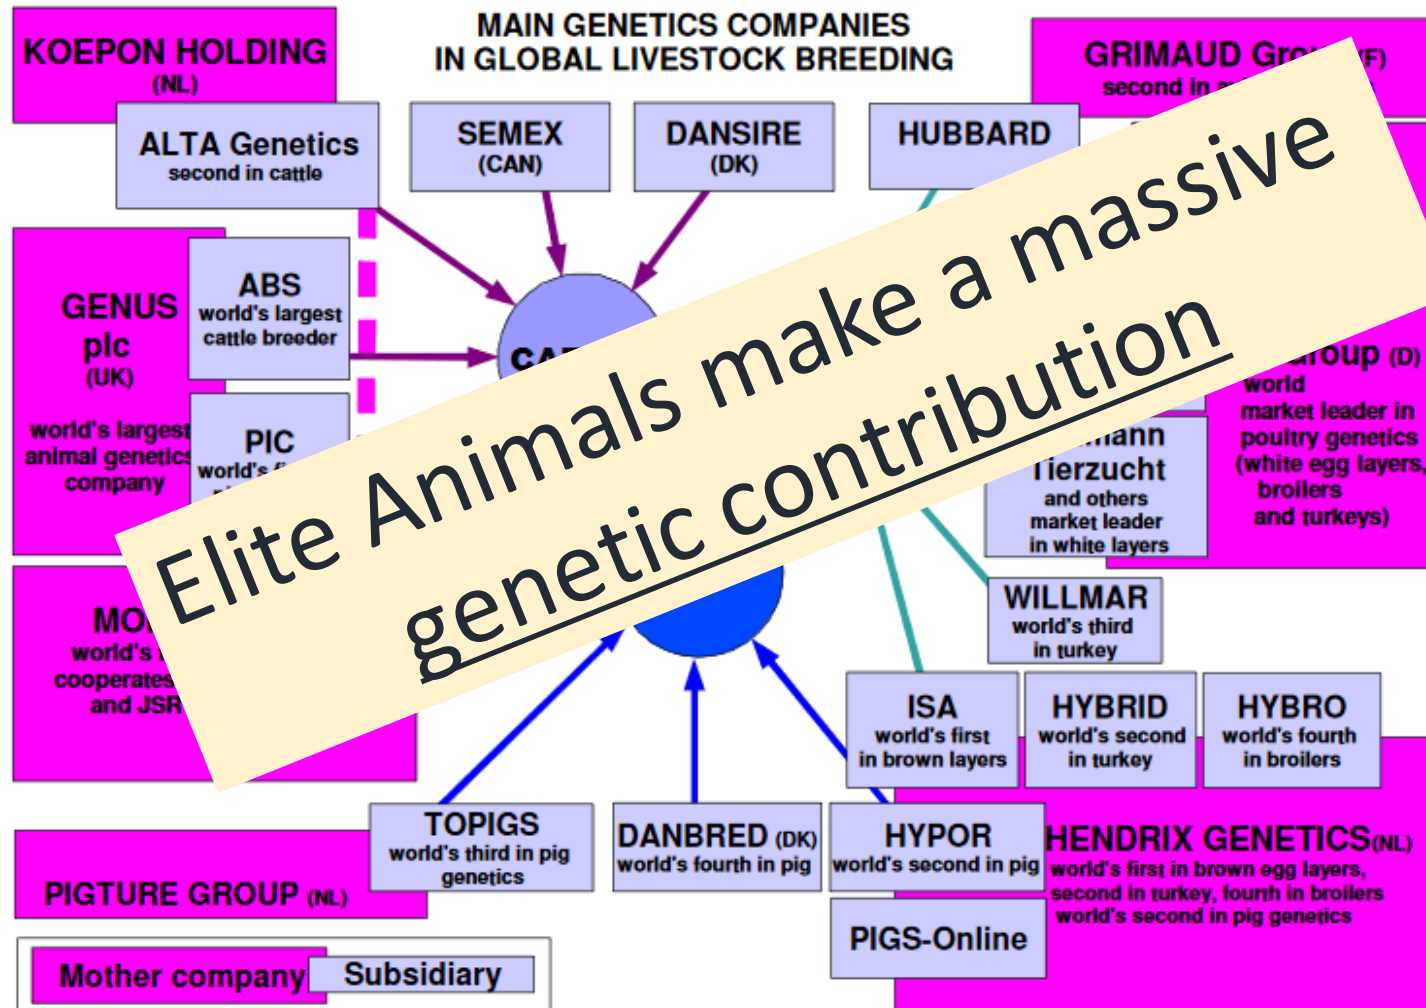 MAIN GENETICS COMPANIES
IN GLOBAL LIVESTOCK BREEDING
KOEPON HOLDING
(NL)
ALTA Genetics
second in cattle
SEMEX
(CAN)
DANSIRE
(DK)
HUBBARD
GRIMAUD (F)
second in
Elite Animals make a massive
genetic contribution
GENUS
plc
(UK)
world's largest
animal genetics
company
ABS
world's largest
cattle breeder
PIC
world's
(D)
world
market leader in
poultry genetics
(white egg layers,
broilers
and turkeys)
Tierzucht
and others
market leader
in white layers
WILLMAR
world's third
in turkey
world's
cooperates
and JSR
ISA
world's first
in brown layers
HYBRID
world's second
in turkey
HYBRO
world's fourth
in broilers
TOPIGS
world's third in pig
genetics
DANBRED (DK)
world's fourth in pig
HYPOR
world's second in pig
HENDRIX GENETICS(NL)
world's first in brown egg layers,
second in turkey, fourth in broilers
world's second in pig genetics
PIGTURE GROUP (NL)
PIGS-Online
Mother company
Subsidiary